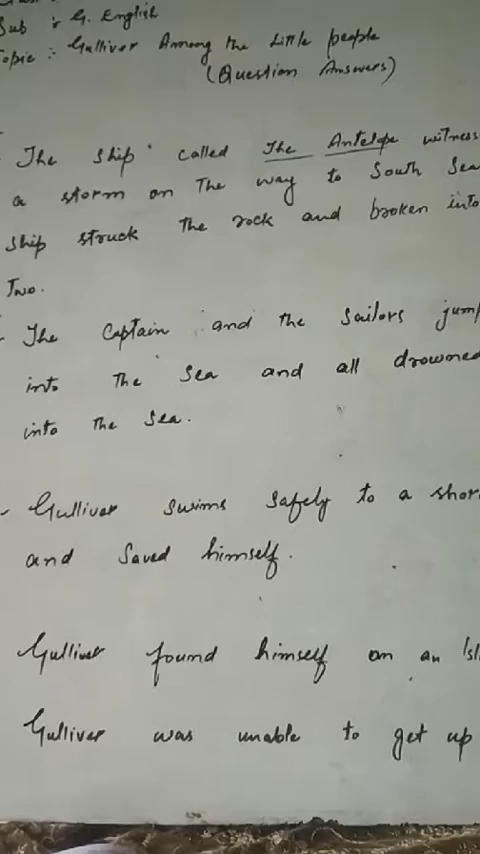 Sub : G. English
Topic :- Gulliver Among the Little people
(Question Answers)
The Ship called The Antelope witness
a storm on The way to South Sea
Ship struck The rock and broken into
Two.
The Captain and the Sailors jump
into The Sea and all drowned
into The Sea.
Gulliver swims safely to a shor
and Saved himself.
Gulliver found himself on an Isl
Gulliver was unable to get up